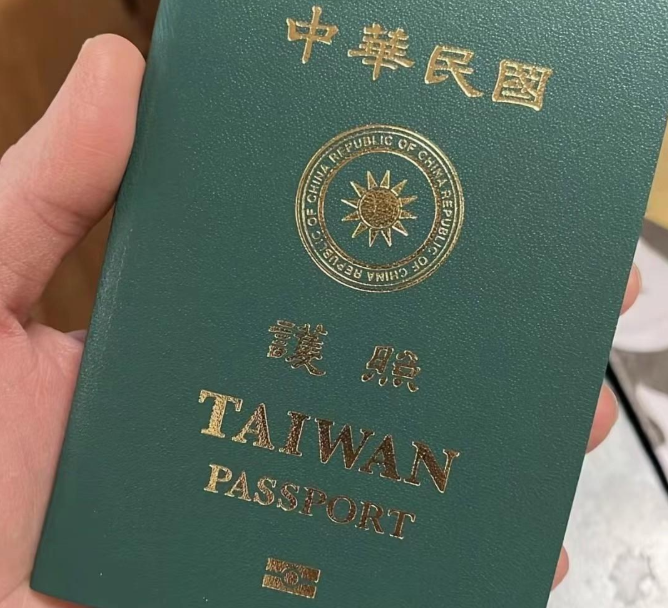 中華民國
REPUBLIC OF CHINA REPUBLIC OF CHINA REPUBLIC OF CHINA
護照
TAIWAN
PASSPORT